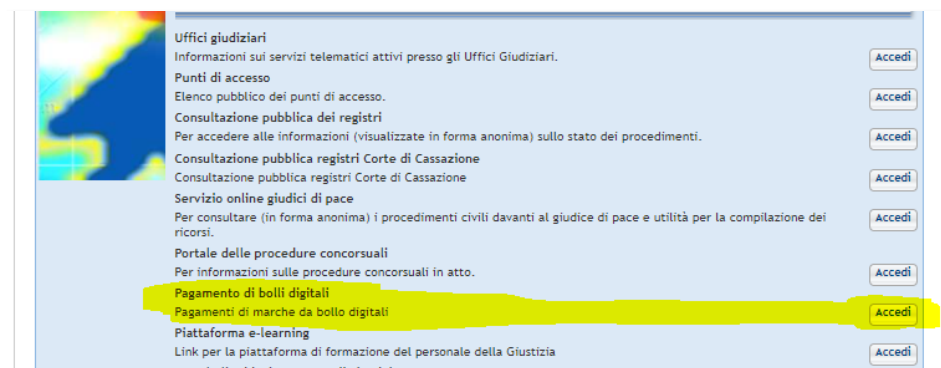 Uffici giudiziari
Informazioni sui servizi telematici attivi presso gli Uffici Giudiziari.
Accedi
Punti di accesso
Elenco pubblico dei punti di accesso.
Accedi
Consultazione pubblica dei registri
Per accedere alle informazioni (visualizzate in forma anonima) sullo stato dei procedimenti.
Accedi
Consultazione pubblica registri Corte di Cassazione
Consultazione pubblica registri Corte di Cassazione
Accedi
Servizio online giudici di pace
Per consultare (in forma anonima) i procedimenti civili davanti al giudice di pace e utilità per la compilazione dei
ricorsi.
Accedi
Portale delle procedure concorsuali
Per informazioni sulle procedure concorsuali in atto.
Accedi
Pagamento di bolli digitali
Pagamenti di marche da bollo digitali
Accedi
Piattaforma e-learning
Link per la piattaforma di formazione del personale della Giustizia
Accedi